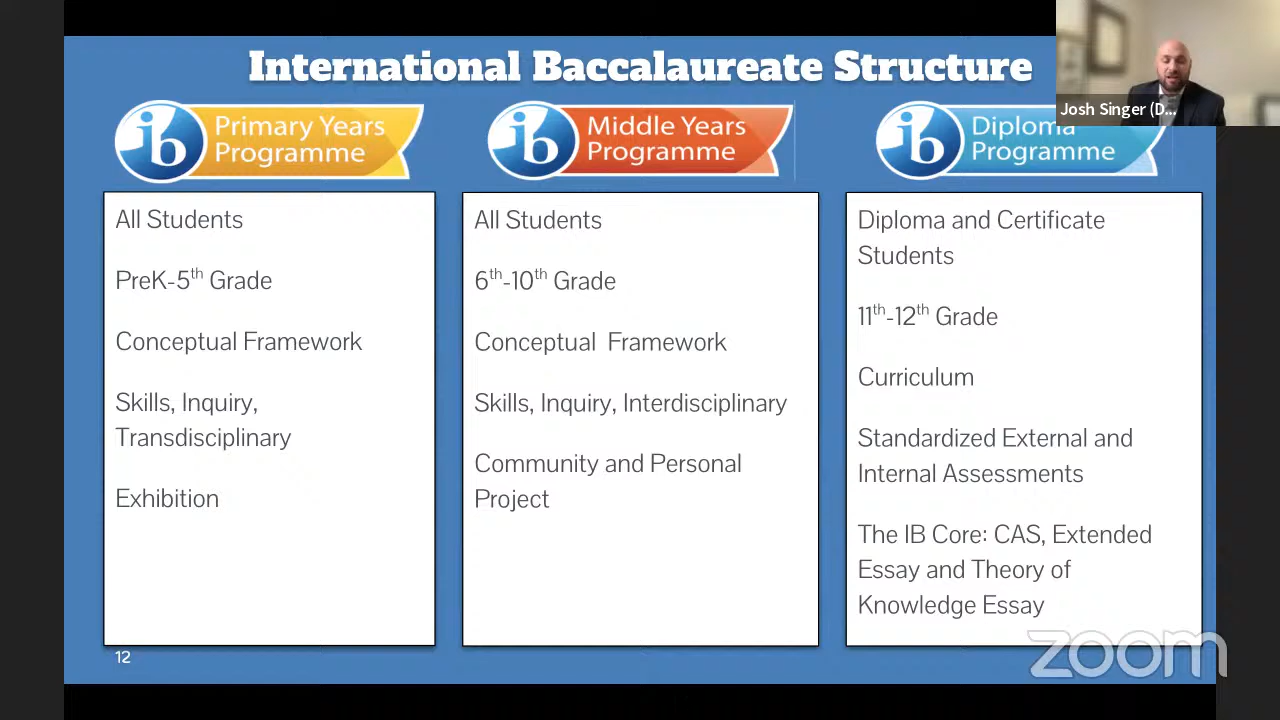 International Baccalaureate Structure
Josh Singer (D...
ib
Primary Years
Programme
ib
Middle Years
Programme
ib
Diploma
Programme
All Students
PreK-5th Grade
Conceptual Framework
Skills, Inquiry,
Transdisciplinary
Exhibition
All Students
6th-10th Grade
Conceptual Framework
Skills, Inquiry, Interdisciplinary
Community and Personal
Project
Diploma and Certificate
Students
11th-12th Grade
Curriculum
Standardized External and
Internal Assessments
The IB Core: CAS, Extended
Essay and Theory of
Knowledge Essay
12
zoom